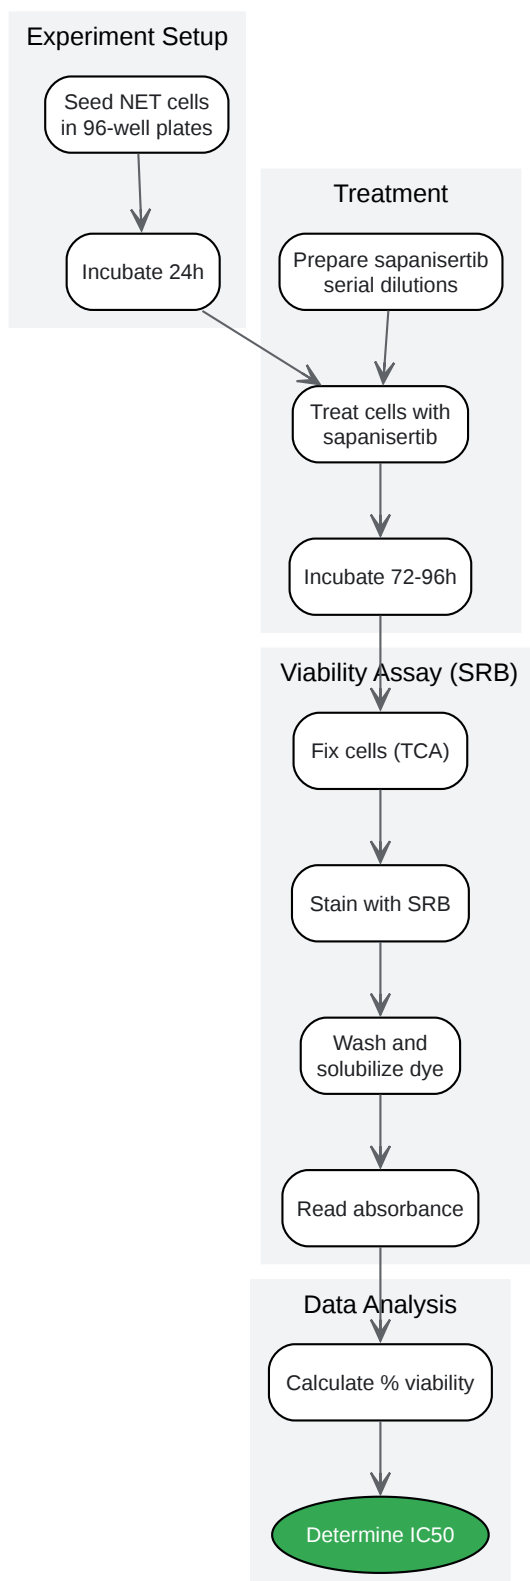 Experiment Setup
Seed NET cells
in 96-well plates
Incubate 24h
Treatment
Prepare sapanisertib
serial dilutions
Treat cells with
sapanisertib
Incubate 72-96h
Viability Assay (SRB)
Fix cells (TCA)
Stain with SRB
Wash and
solubilize dye
Read absorbance
Data Analysis
Calculate % viability
Determine IC50